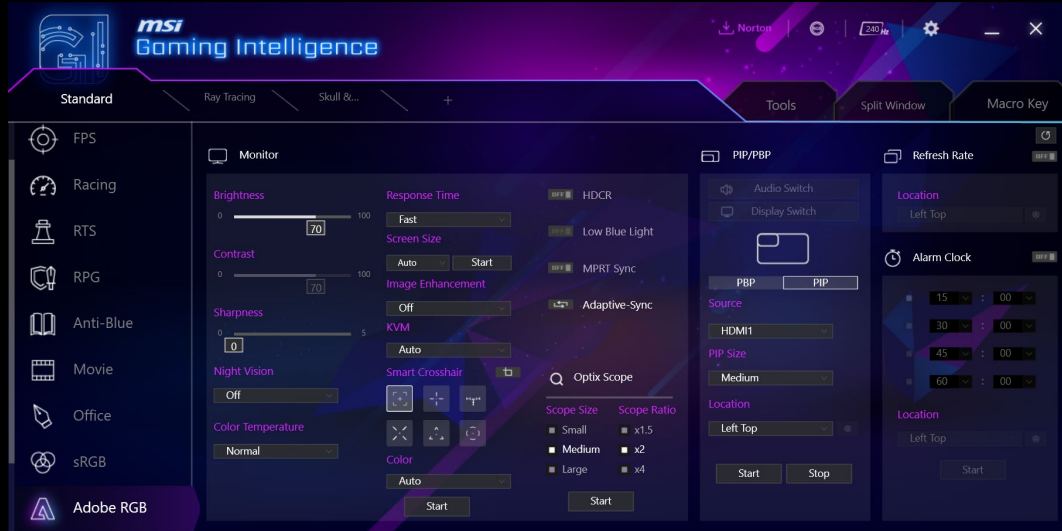 msi
Gaming Intelligence
Norton
240 Hz
Standard
Ray Tracing
Skull &...
+
Tools
Split Window
Macro Key
FPS
Racing
RTS
RPG
Anti-Blue
Movie
Office
sRGB
Adobe RGB
Monitor
Brightness
0 100
70
Contrast
0 100
70
Sharpness
0 5
0
Night Vision
Off
Color Temperature
Normal
Response Time
Fast
Screen Size
Auto Start
Image Enhancement
Off
KVM
Auto
Smart Crosshair
Color
Auto
Start
OFF HDCR
OFF Low Blue Light
OFF MPRT Sync
Adaptive-Sync
Optix Scope
Scope Size Scope Ratio
Small x1.5
Medium x2
Large x4
Start
PIP/PBP
Audio Switch
Display Switch
PBP PIP
Source
HDMI1
PIP Size
Medium
Location
Left Top
Start Stop
Refresh Rate OFF
Location
Left Top
Alarm Clock OFF
15 : 00
30 : 00
45 : 00
60 : 00
Location
Left Top
Start